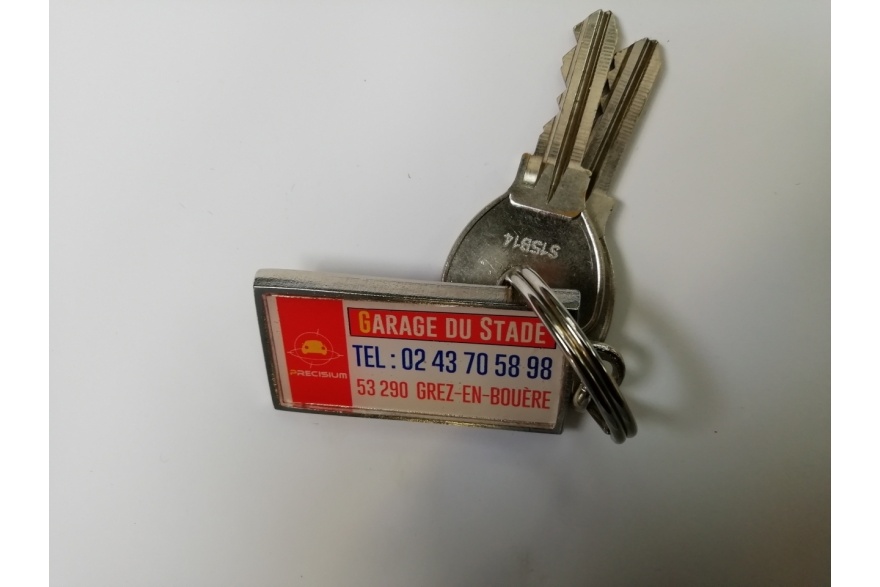 S1SB14
GARAGE DU STADE
TEL : 02 43 70 58 98
PRECISIUM
53 290 GREZ-EN-BOUÈRE